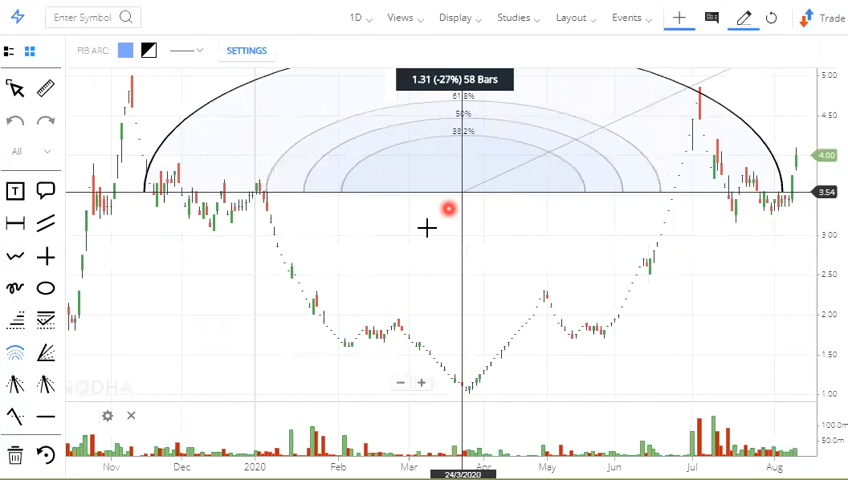 Enter Symbol
1D
Views
Display
Studies
Layout
Events
Trade
FIB ARC:
SETTINGS
1.31 (-27%) 58 Bars
61.8%
50%
38.2%
All
T
5.00
4.50
4.00
3.54
3.00
2.50
2.00
1.50
1.00
RODHA
100.0m
50.0m
Nov
Dec
2020
Feb
Mar
Apr
May
Jun
Jul
Aug
24/3/2020